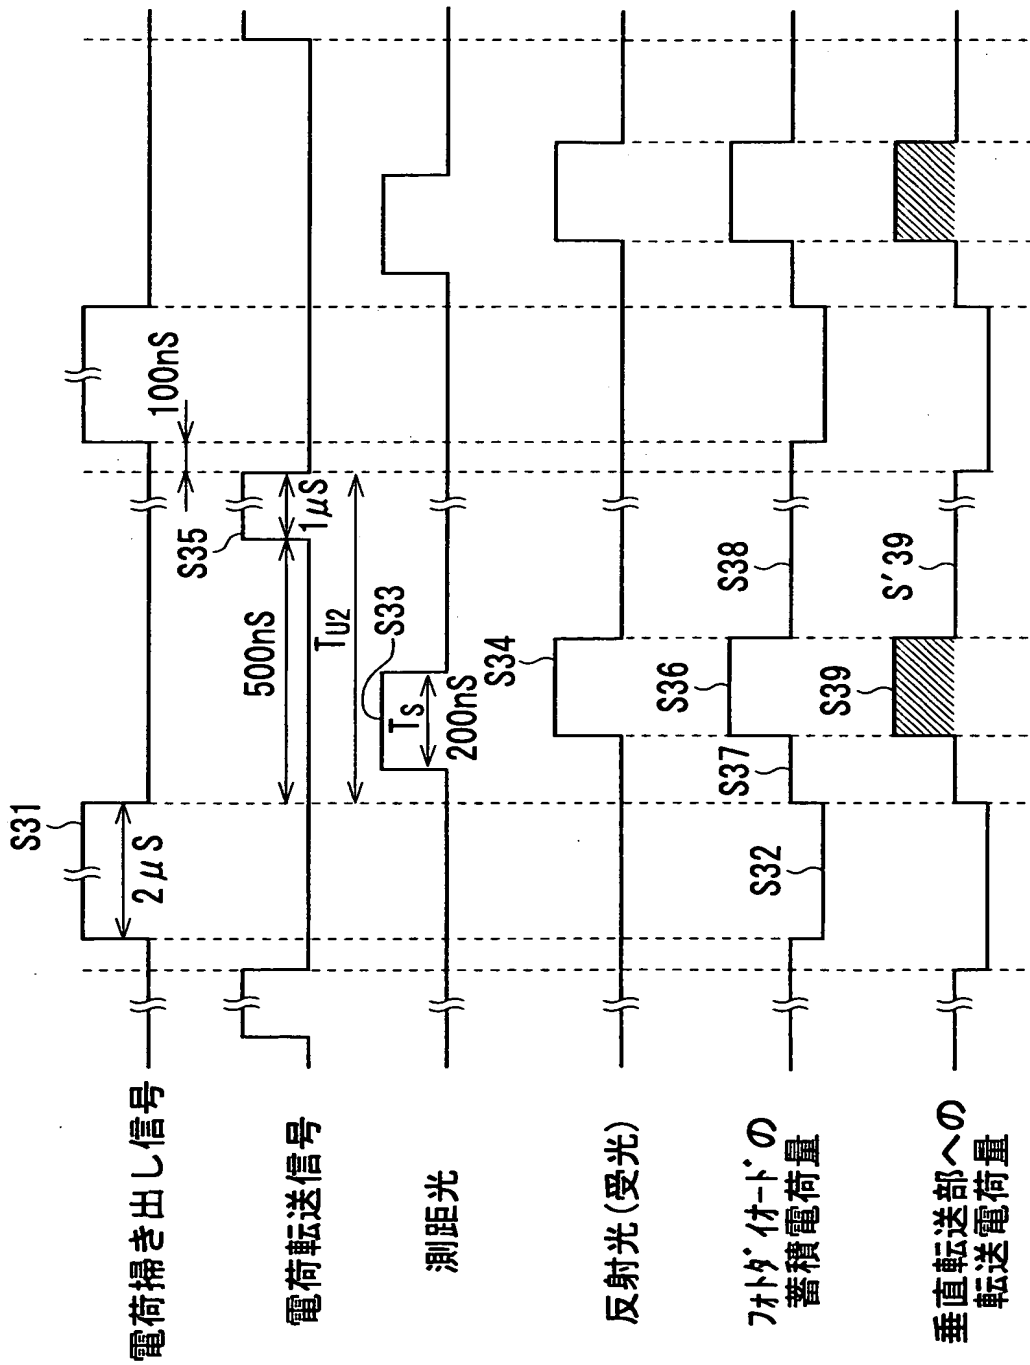 電荷掃き出し信号
S31
2μS
100nS
電荷転送信号
S35
500nS
1μS
TU2
測距光
S33
TS
200nS
反射光(受光)
S34
フォトダイオードの
蓄積電荷量
S32
S37
S36
S38
垂直転送部への
転送電荷量
S39
S'39